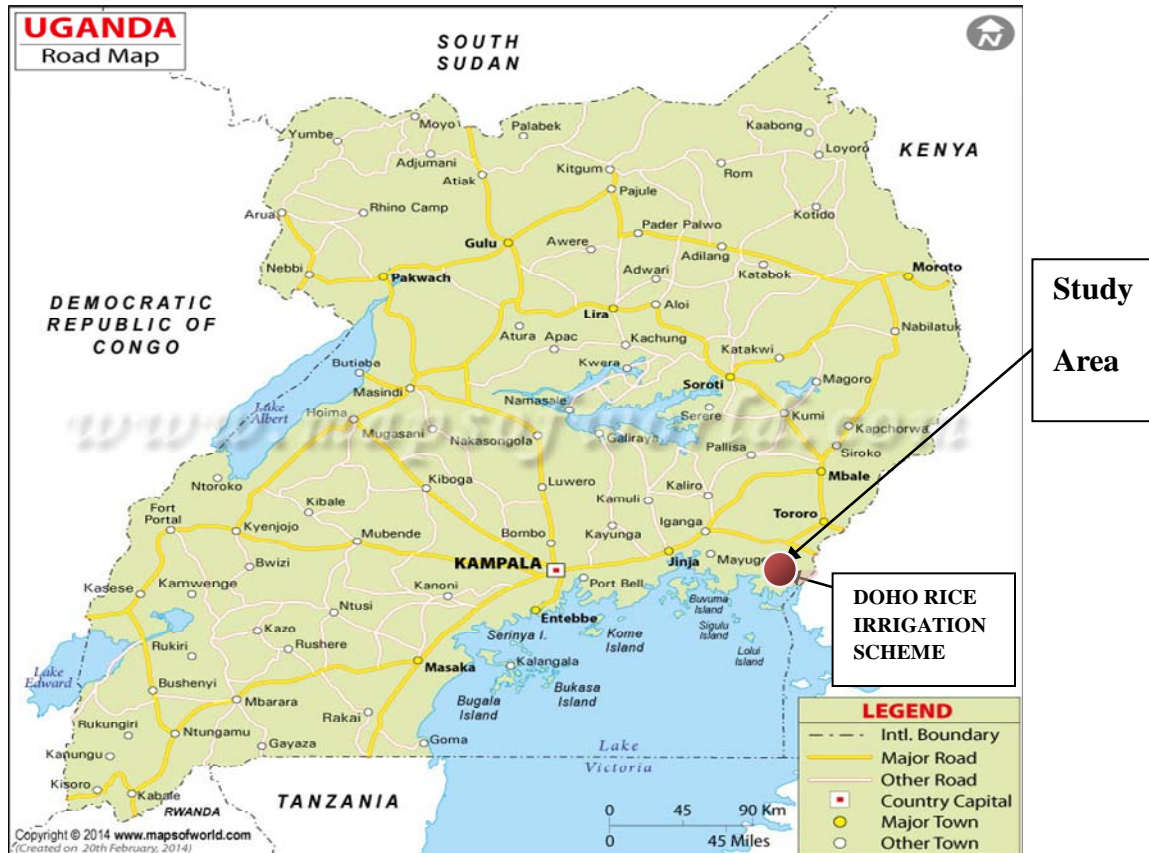 UGANDA
Road Map
SOUTH
SUDAN
N
KENYA
DEMOCRATIC
REPUBLIC OF
CONGO
Yumbe
Moyo
Palabek
Kaabong
Loyoro
Adjumani
Atiak
Kitgum
Rom
Pajule
Arua
Rhino Camp
Kotido
Pader Palwo
Gulu
Awere
Adilang
Nebbi
Pakwach
Adwari
Katabok
Moroto
Lira
Aloi
Atura
Apac
Kachung
Nabilatuk
Katakwi
Butiaba
Kwera
Masindi
Soroti
Magoro
Lake
Albert
Namasale
Serere
Kumi
Hoima
Mugasani
Nakasongola
Galiraya
Kapchorwa
Pallisa
Siroko
www.mapsofworld.com
Mbale
Ntoroko
Kiboga
Luwero
Kaliro
Kamuli
Kibale
Fort
Portal
Tororo
Kyenjojo
Mubende
Bombo
Kayunga
Iganga
KAMPALA
Jinja
Mayuge
Bwizi
Kasese
Kamwenge
Kanoni
Port Bell
Ntusi
Entebbe
Buvuma
Island
Sigulu
Island
Lolui
Island
Kazo
Rushere
Serinya I.
Kome
Island
Rukiri
Lake
Edward
Masaka
Kalangala
Bukasa
Island
Bushenyi
Mbarara
Bugala
Island
Rukungiri
Rakai
Ntungamu
Gayaza
Goma
Kanungu
Lake
Victoria
Kisoro
Kabale
RWANDA
TANZANIA
Study
Area
DOHO RICE
IRRIGATION
SCHEME
LEGEND
Intl. Boundary
Major Road
Other Road
Country Capital
Major Town
Other Town
0 45 90 Km
0 45 Miles
Copyright © 2014 www.mapsofworld.com
(Created on 20th February, 2014)